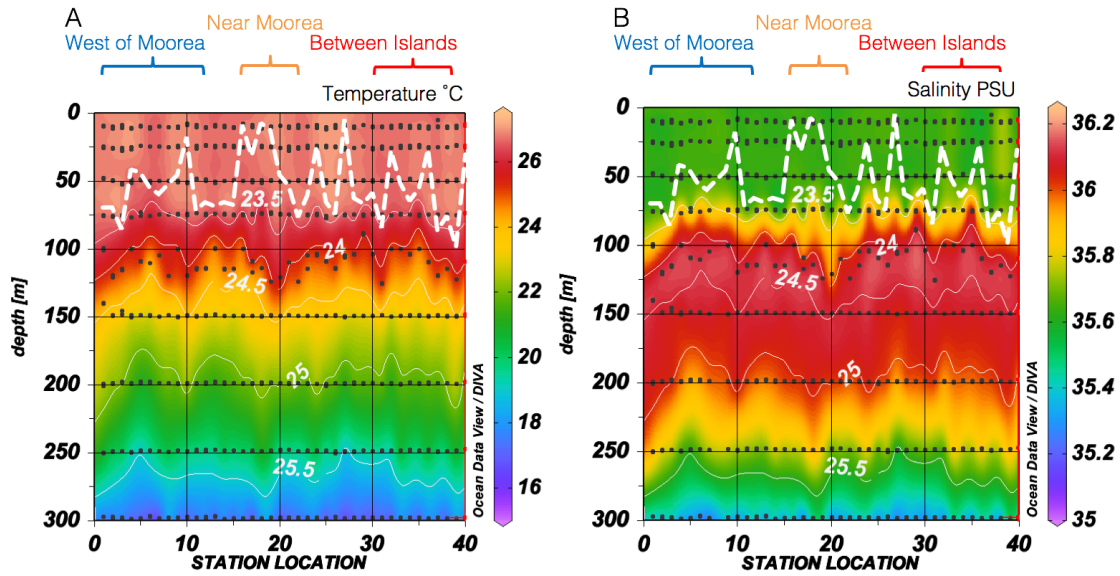 A
Near Moorea
West of Moorea
Between Islands
Temperature ˚C
0
50
100
150
200
250
300
depth [m]
23.5
24
24.5
25
25.5
0
10
20
30
40
STATION LOCATION
26
24
22
20
18
16
Ocean Data View / DIVA
B
Near Moorea
West of Moorea
Between Islands
Salinity PSU
0
50
100
150
200
250
300
depth [m]
23.5
24
24.5
25
25.5
0
10
20
30
40
STATION LOCATION
36.2
36
35.8
35.6
35.4
35.2
35
Ocean Data View / DIVA